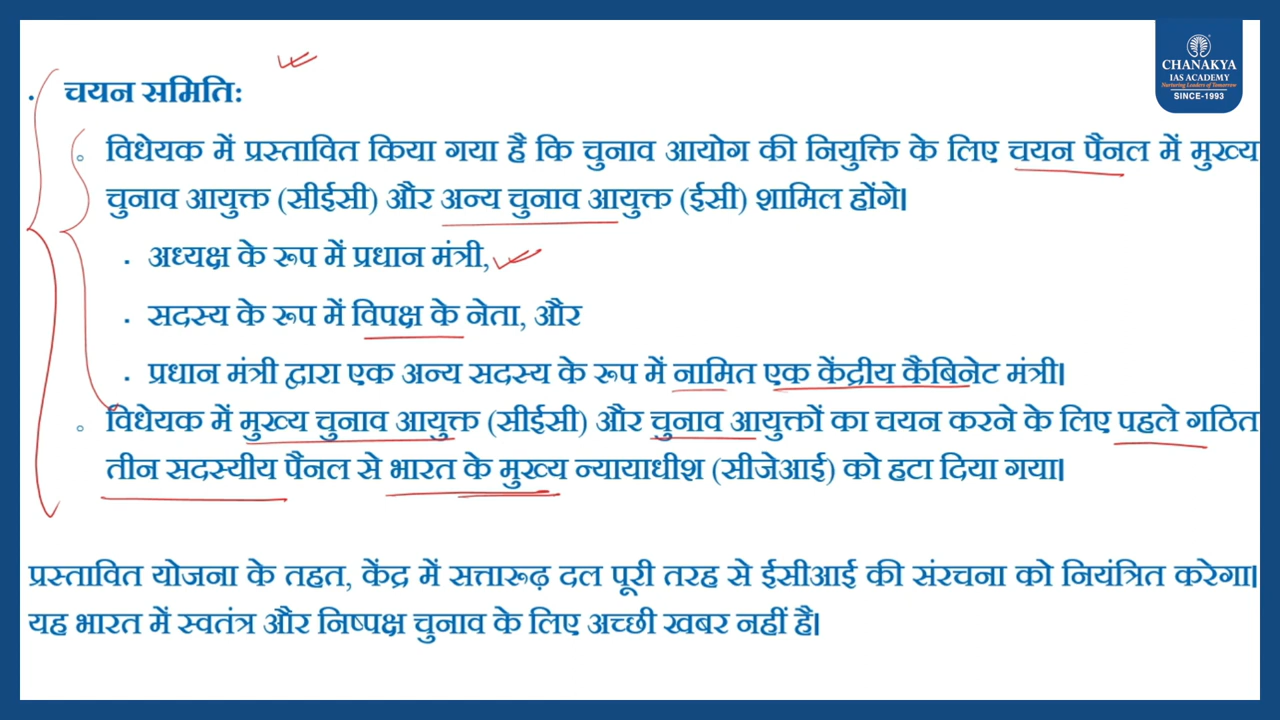 CHANAKYA
IAS ACADEMY
Nurturing Leaders of Tomorrow
SINCE-1993
चयन समिति:
विधेयक में प्रस्तावित किया गया है कि चुनाव आयोग की नियुक्ति के लिए चयन पैनल में मुख्य
चुनाव आयुक्त (सीईसी) और अन्य चुनाव आयुक्त (ईसी) शामिल होंगे।
अध्यक्ष के रूप में प्रधान मंत्री,
सदस्य के रूप में विपक्ष के नेता, और
प्रधान मंत्री द्वारा एक अन्य सदस्य के रूप में नामित एक केंद्रीय कैबिनेट मंत्री।
विधेयक में मुख्य चुनाव आयुक्त (सीईसी) और चुनाव आयुक्तों का चयन करने के लिए पहले गठित
तीन सदस्यीय पैनल से भारत के मुख्य न्यायाधीश (सीजेआई) को हटा दिया गया।
प्रस्तावित योजना के तहत, केंद्र में सत्तारूढ़ दल पूरी तरह से ईसीआई की संरचना को नियंत्रित करेगा।
यह भारत में स्वतंत्र और निष्पक्ष चुनाव के लिए अच्छी खबर नहीं है।